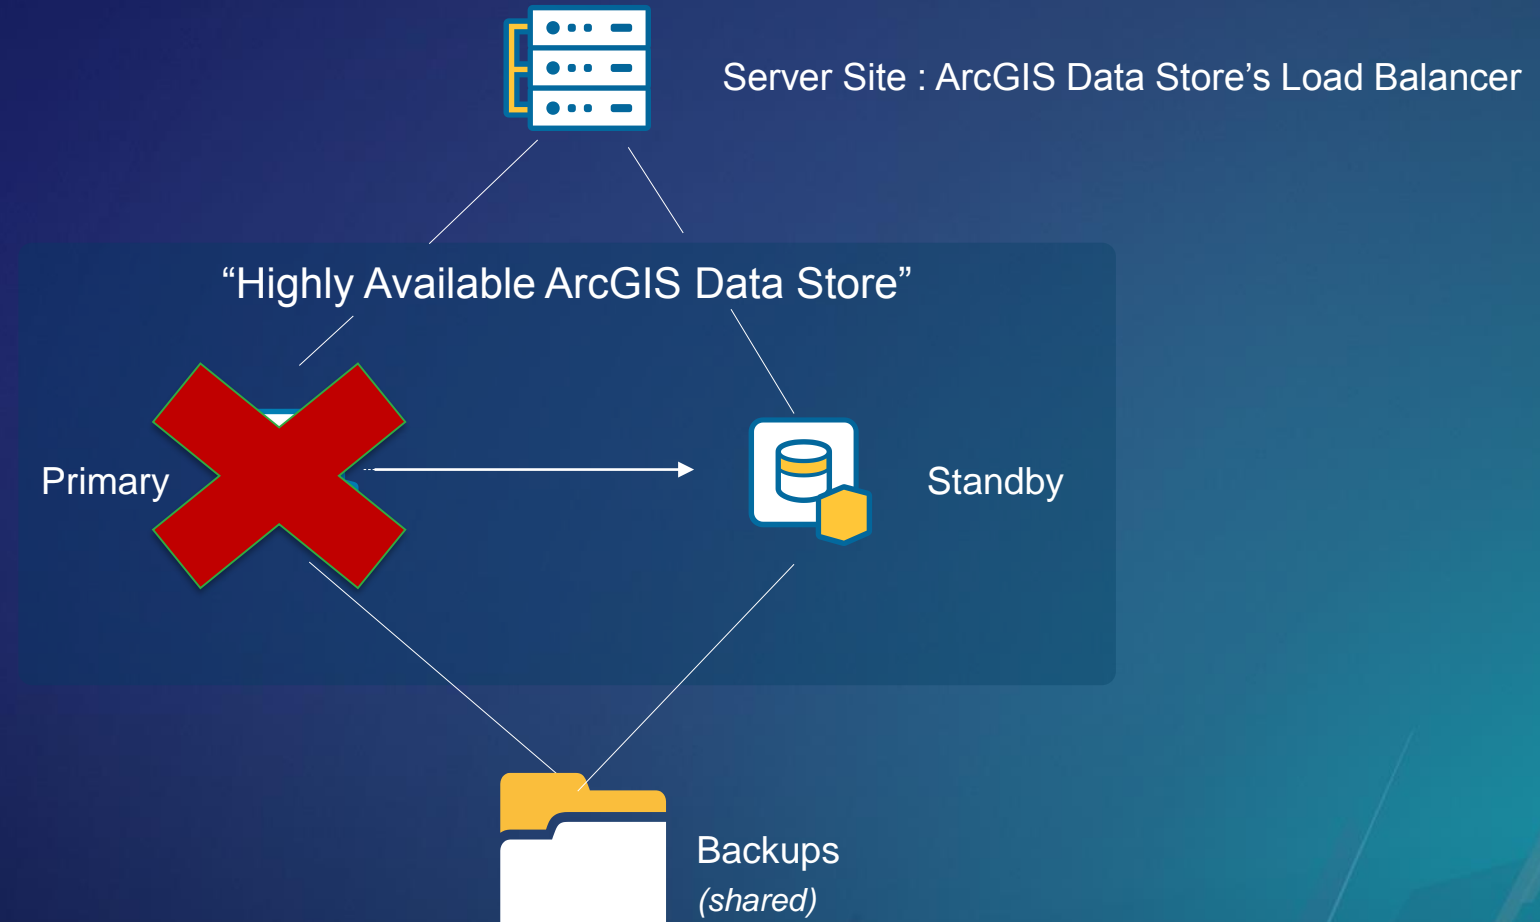 Server Site : ArcGIS Data Store’s Load Balancer
“Highly Available ArcGIS Data Store”
Primary
Standby
Backups
(shared)